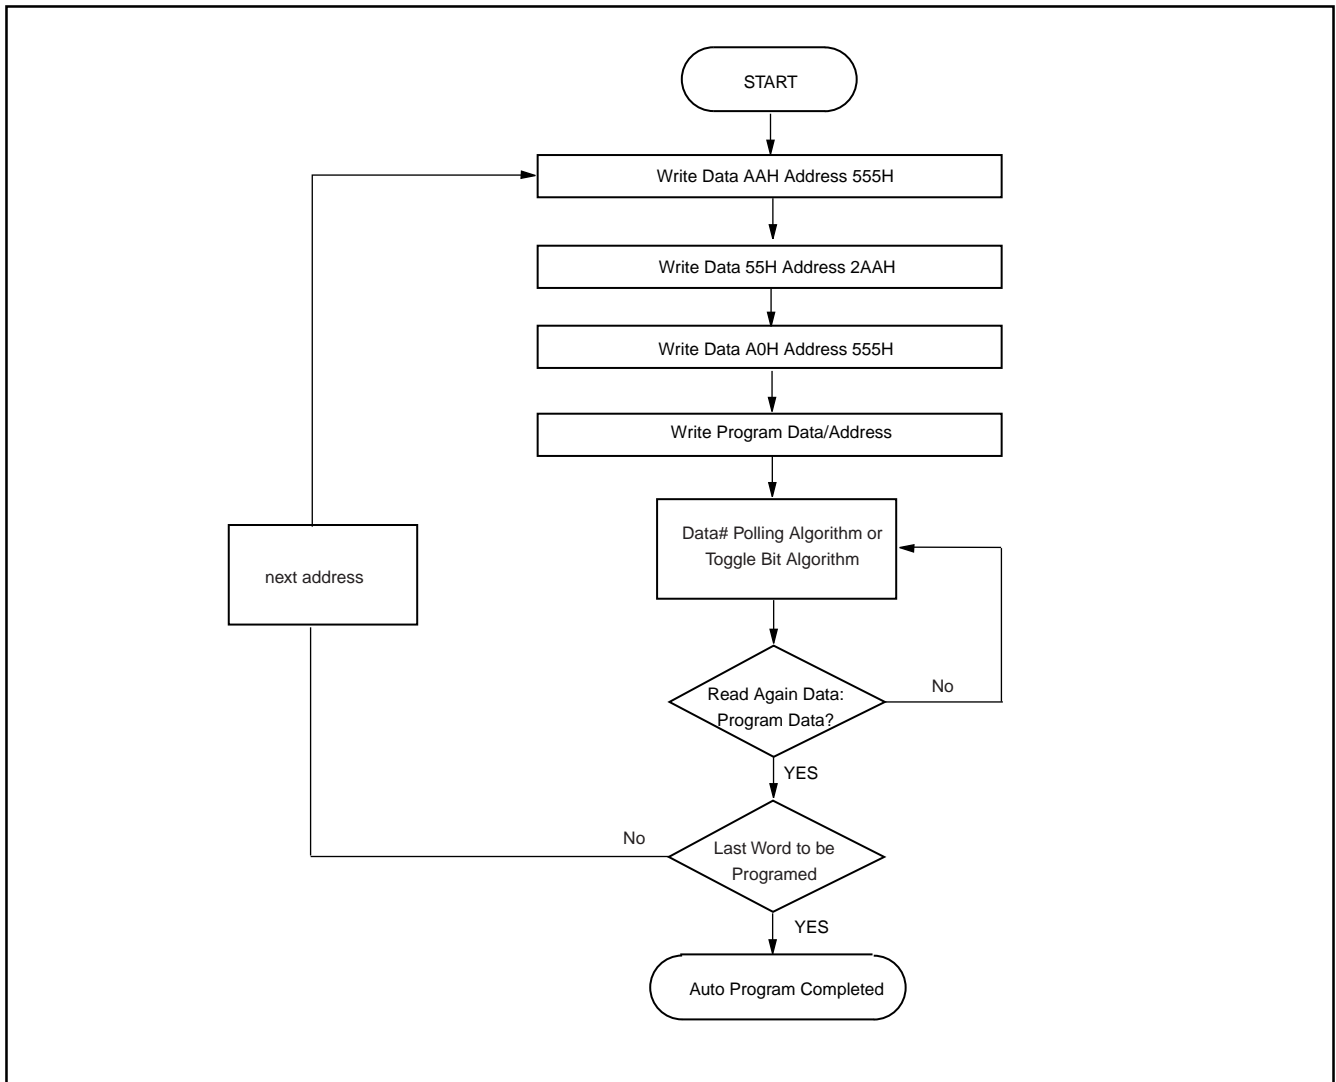 START
Write Data AAH Address 555H
Write Data 55H Address 2AAH
Write Data A0H Address 555H
Write Program Data/Address
Data# Polling Algorithm or
Toggle Bit Algorithm
next address
Read Again Data:
Program Data?
No
YES
No
Last Word to be
Programed
YES
Auto Program Completed